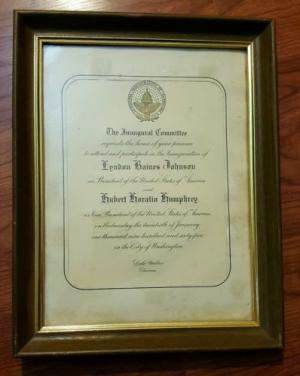 The Inaugural Committee
requests the honor of your presence
to attend and participate in the Inauguration of
Lyndon Baines Johnson
as President of the United States of America
and
Hubert Horatio Humphrey
as Vice President of the United States of America
on Wednesday the twentieth of January
one thousand nine hundred and sixty five
in the City of Washington
Dale Miller
Chairman